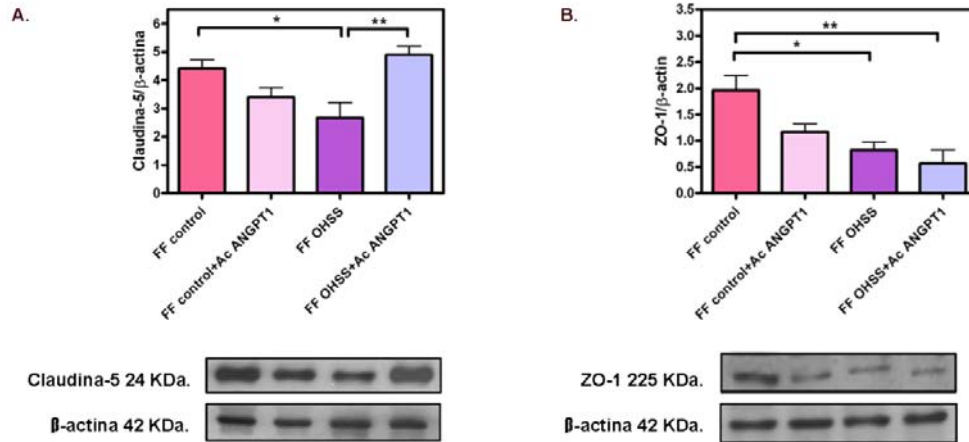 A.
Claudina-5/β-actina
6
5
4
3
2
1
0
*
**
FF control
FF control+Ac ANGPT1
FF OHSS
FF OHSS+Ac ANGPT1
Claudina-5 24 KDa.
β-actina 42 KDa.
B.
ZO-1/β-actin
3.5
3.0
2.5
2.0
1.5
1.0
0.5
0.0
**
*
FF control
FF control+Ac ANGPT1
FF OHSS
FF OHSS+Ac ANGPT1
ZO-1 225 KDa.
β-actina 42 KDa.